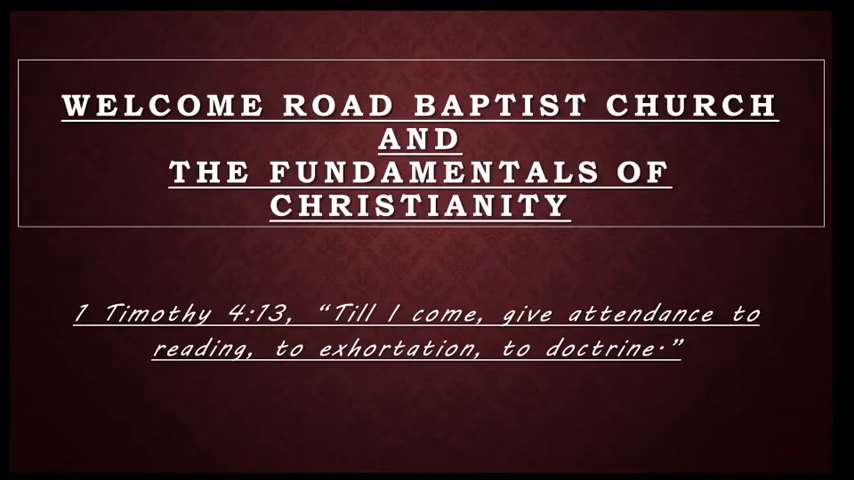 WELCOME ROAD BAPTIST CHURCH
AND
THE FUNDAMENTALS OF
CHRISTIANITY
1 Timothy 4:13, “Till I come, give attendance to
reading, to exhortation, to doctrine.”